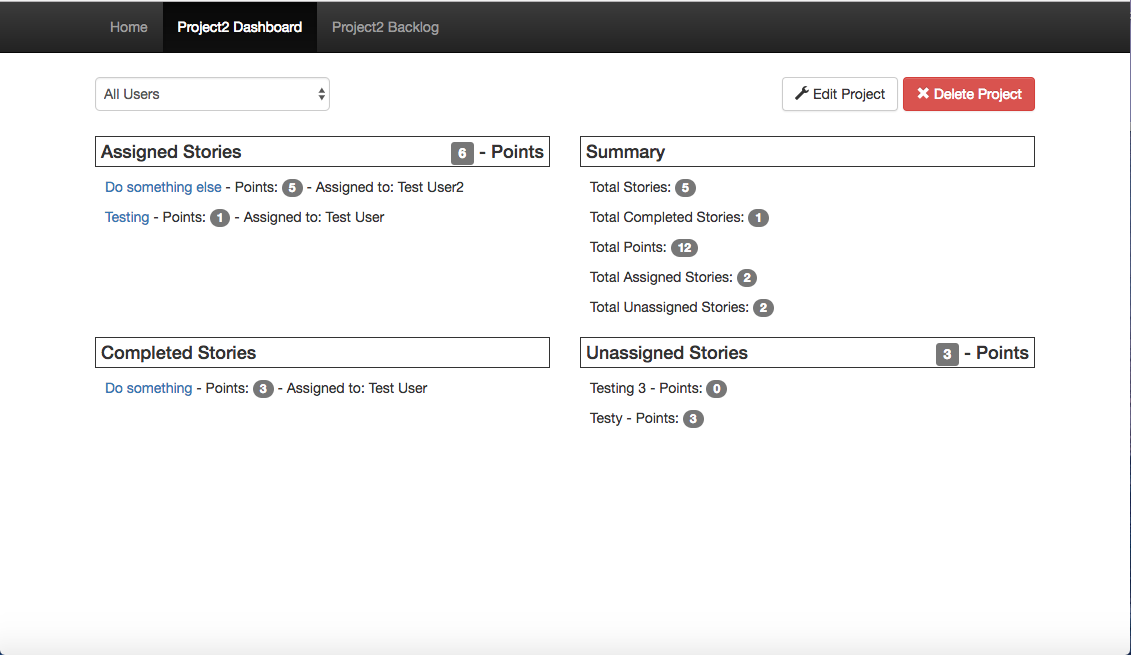 Home Project2 Dashboard Project2 Backlog
All Users
Edit Project Delete Project
Assigned Stories 6 - Points
Do something else - Points: 5 - Assigned to: Test User2
Testing - Points: 1 - Assigned to: Test User
Summary
Total Stories: 5
Total Completed Stories: 1
Total Points: 12
Total Assigned Stories: 2
Total Unassigned Stories: 2
Completed Stories
Do something - Points: 3 - Assigned to: Test User
Unassigned Stories 3 - Points
Testing 3 - Points: 0
Testy - Points: 3